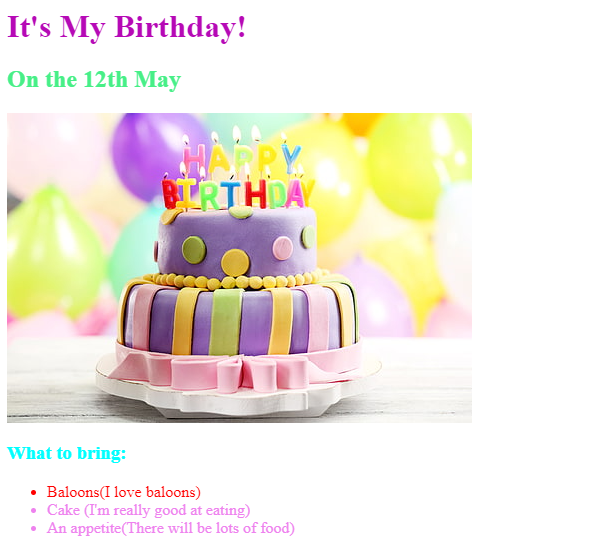 It's My Birthday!
On the 12th May
HAPPY
BIRTHDAY
What to bring:
Baloons(I love baloons)
Cake (I'm really good at eating)
An appetite(There will be lots of food)